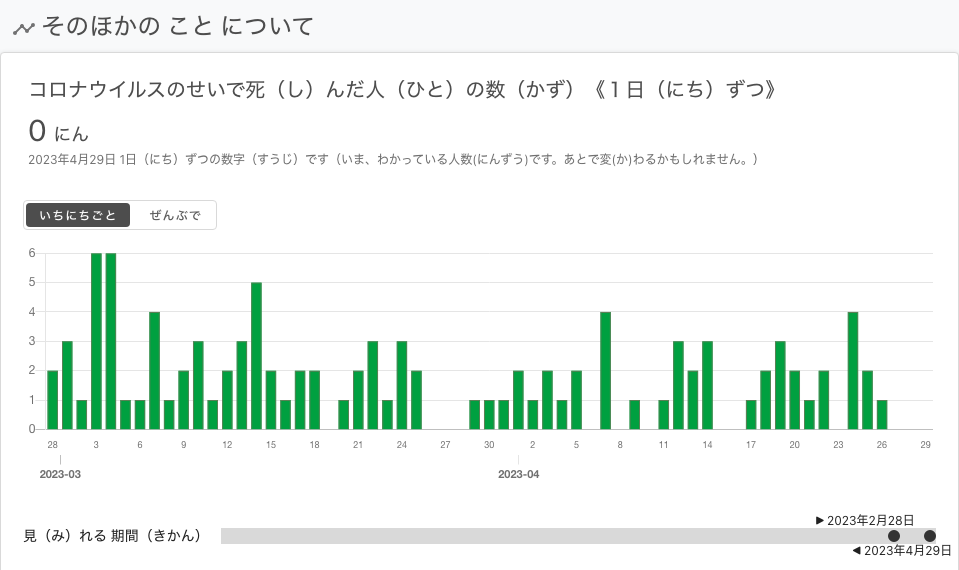 そのほかの こと について
コロナウイルスのせいで死（し）んだ人（ひと）の数（かず）《１日（にち）ずつ》
0 にん
2023年4月29日 1日（にち）ずつの数字（すうじ）です（いま、わかっている人数(にんずう)です。あとで変(か)わるかもしれません。）
いちにちごと ぜんぶで
6
5
4
3
2
1
0
28 3 6 9 12 15 18 21 24 27 30 2 5 8 11 14 17 20 23 26 29
2023-03 2023-04
▶ 2023年2月28日
見（み）れる 期間（きかん）
◀ 2023年4月29日